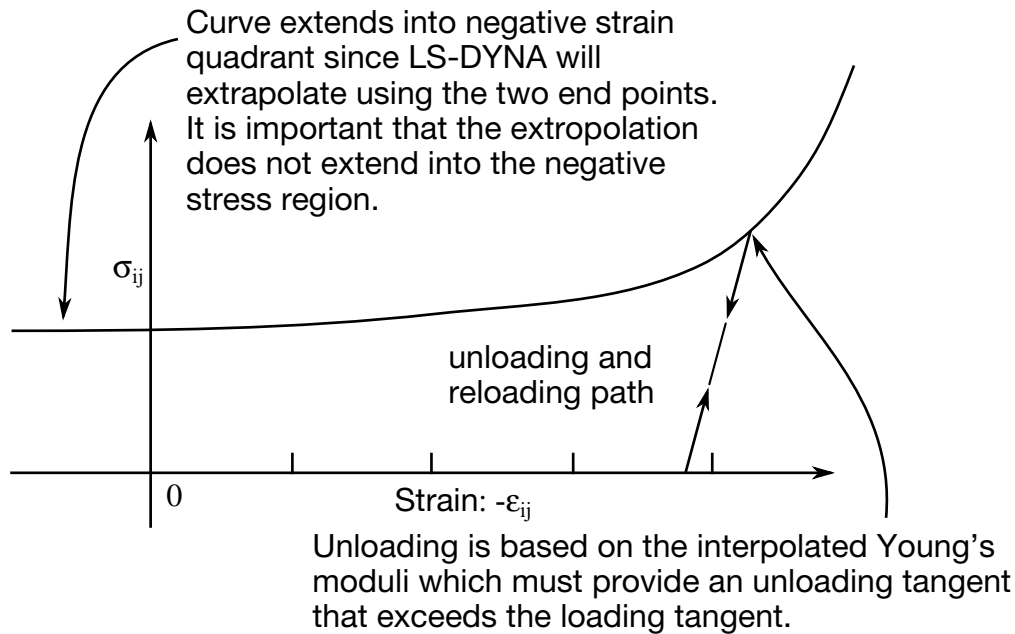 Curve extends into negative strain
quadrant since LS-DYNA will
extrapolate using the two end points.
It is important that the extropolation
does not extend into the negative
stress region.
σij
unloading and
reloading path
0
Strain: -εij
Unloading is based on the interpolated Young’s
moduli which must provide an unloading tangent
that exceeds the loading tangent.